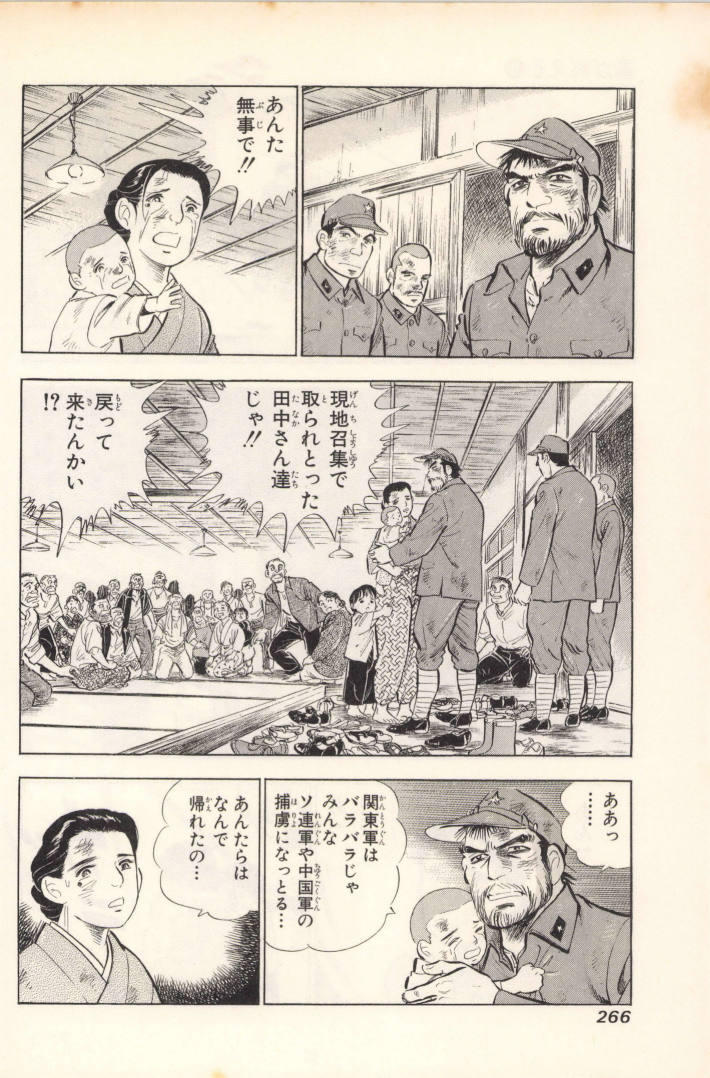 あんた
無事で!!
現地召集で
取られとった
田中さん達
じゃ!!
戻って
来たんかい
!?
ああっ
……
関東軍は
バラバラじゃ
みんな
ソ連軍や中国軍の
捕虜になっとる…
あんたらは
なんで
帰れたの…
266